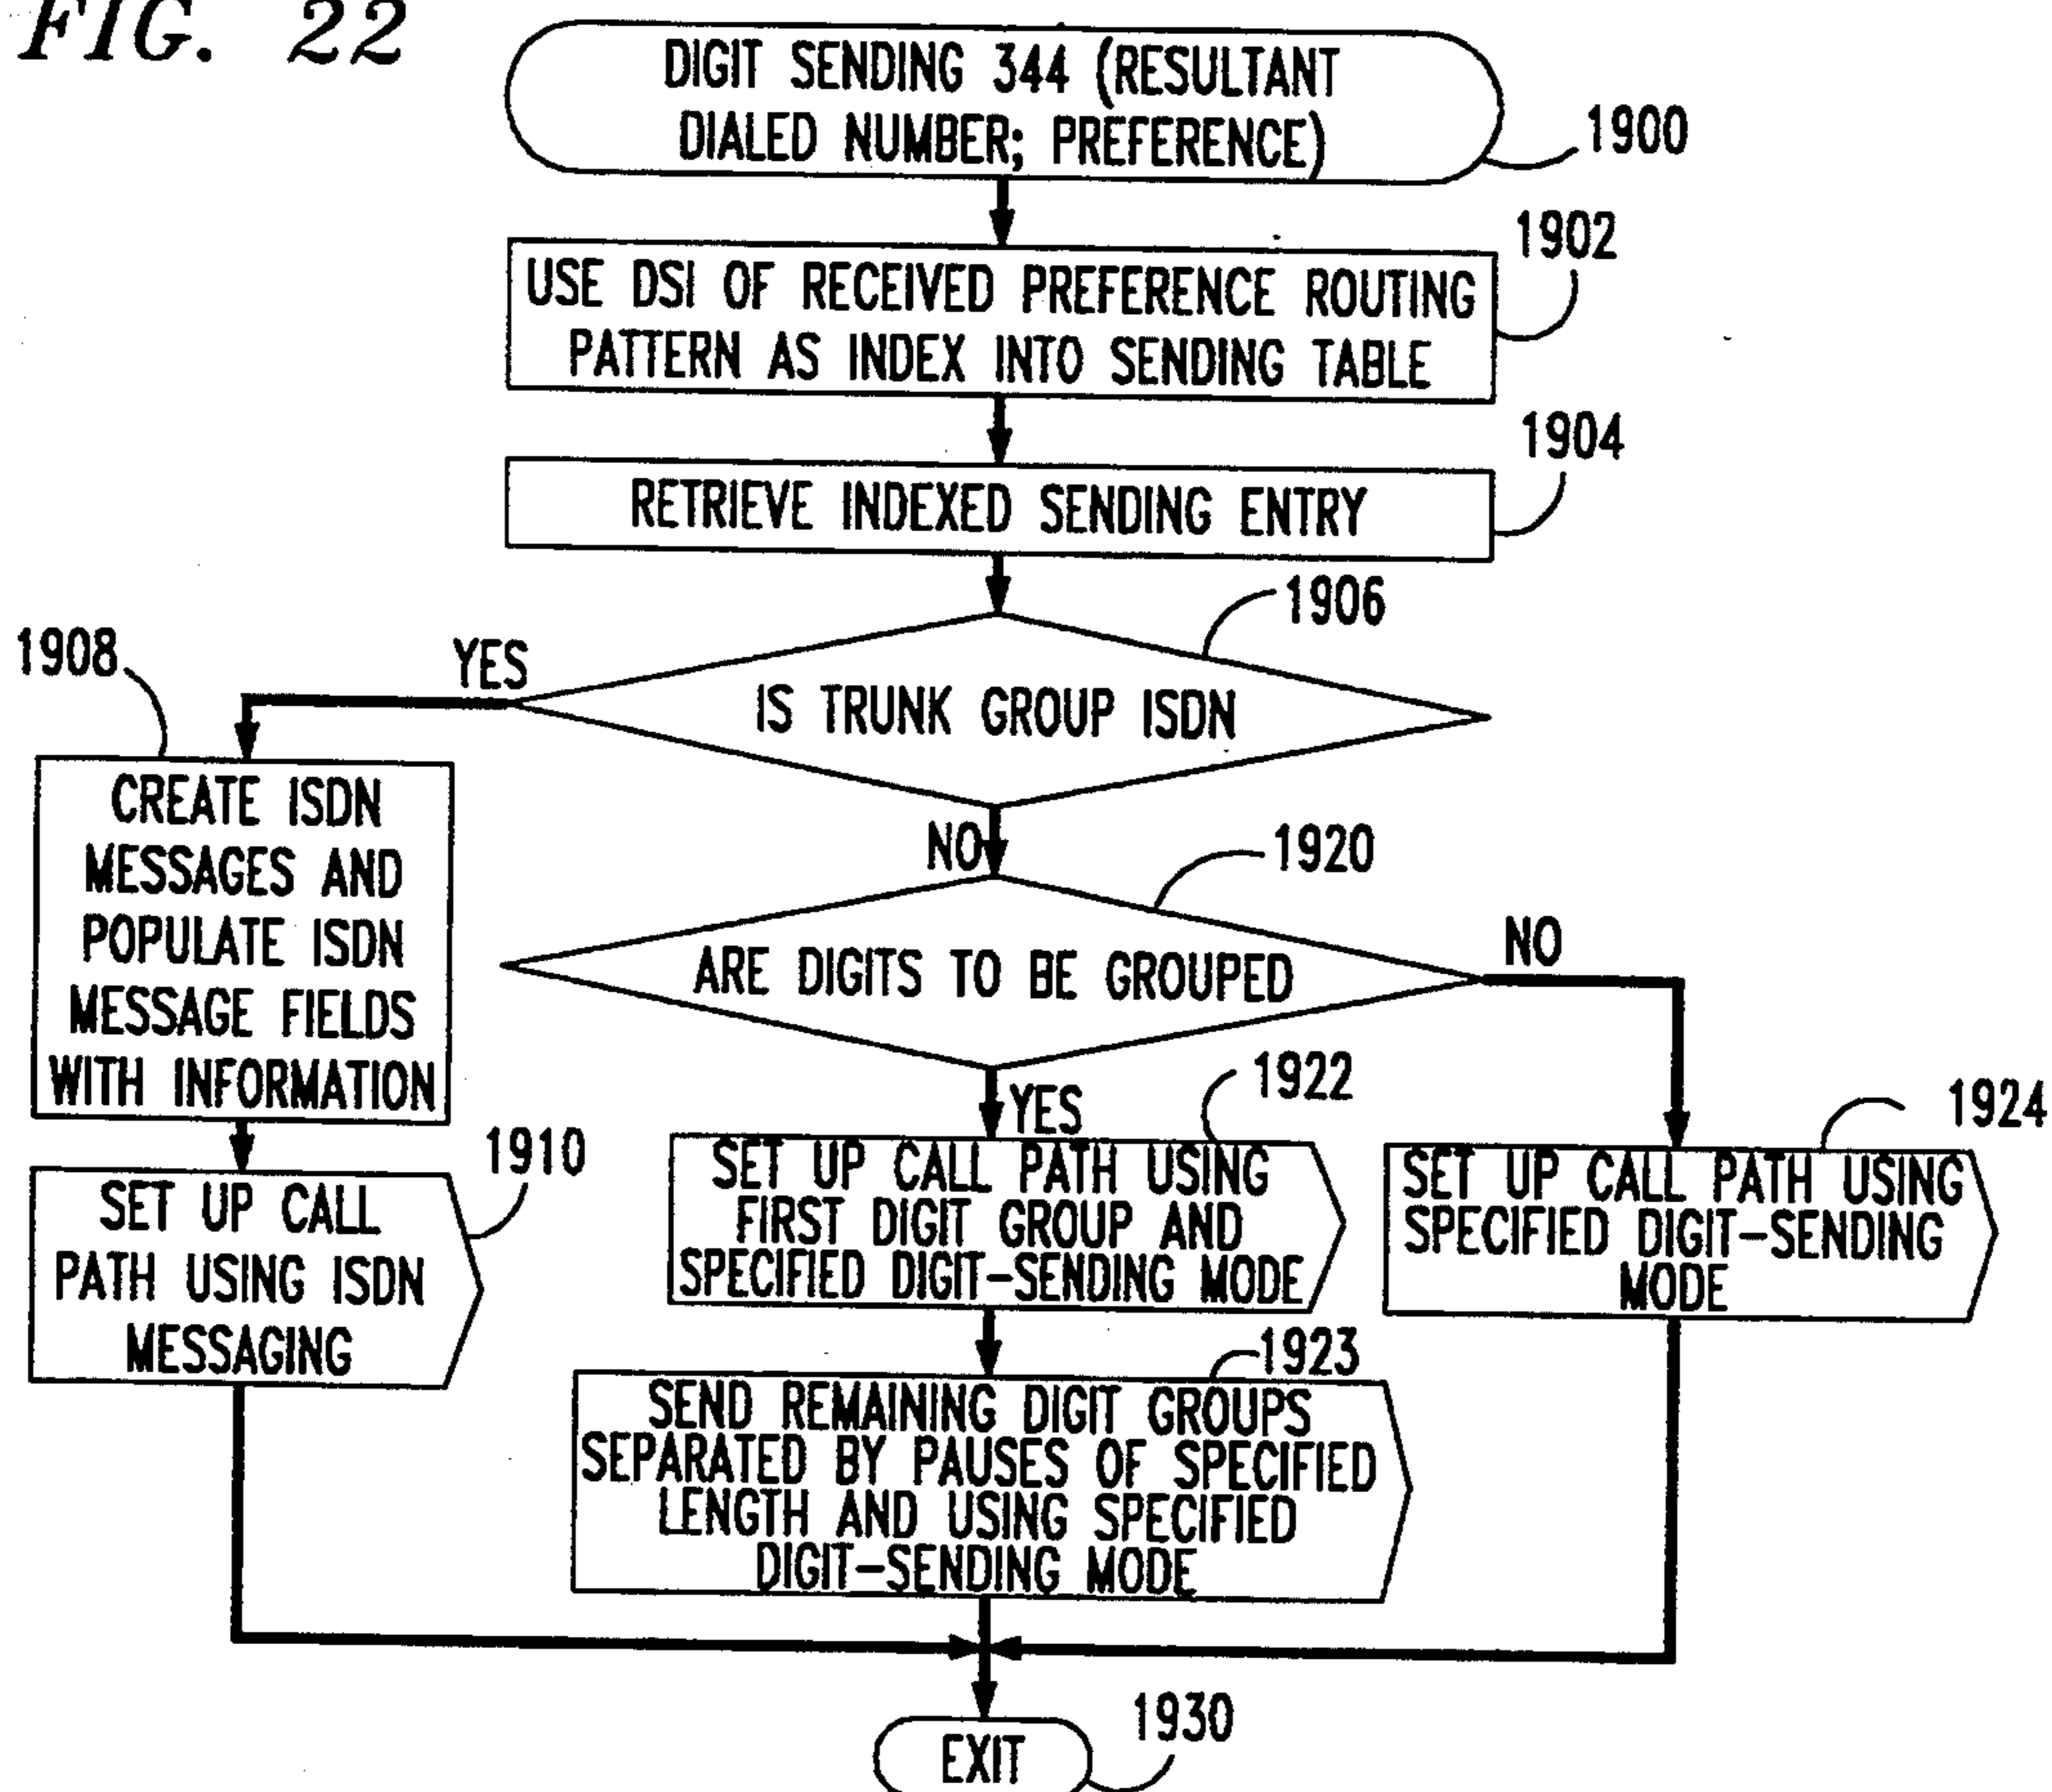 FIG. 22
DIGIT SENDING 344 (RESULTANT
DIALED NUMBER; PREFERENCE)
1900
1902
USE DSI OF RECEIVED PREFERENCE ROUTING
PATTERN AS INDEX INTO SENDING TABLE
1904
RETRIEVE INDEXED SENDING ENTRY
1906
IS TRUNK GROUP ISDN
YES
1908
CREATE ISDN
MESSAGES AND
POPULATE ISDN
MESSAGE FIELDS
WITH INFORMATION
1910
SET UP CALL
PATH USING ISDN
MESSAGING
NO
1920
ARE DIGITS TO BE GROUPED
NO
YES
1922
SET UP CALL PATH USING
FIRST DIGIT GROUP AND
SPECIFIED DIGIT-SENDING MODE
1924
SET UP CALL PATH USING
SPECIFIED DIGIT-SENDING
MODE
1923
SEND REMAINING DIGIT GROUPS
SEPARATED BY PAUSES OF SPECIFIED
LENGTH AND USING SPECIFIED
DIGIT-SENDING MODE
1930
EXIT